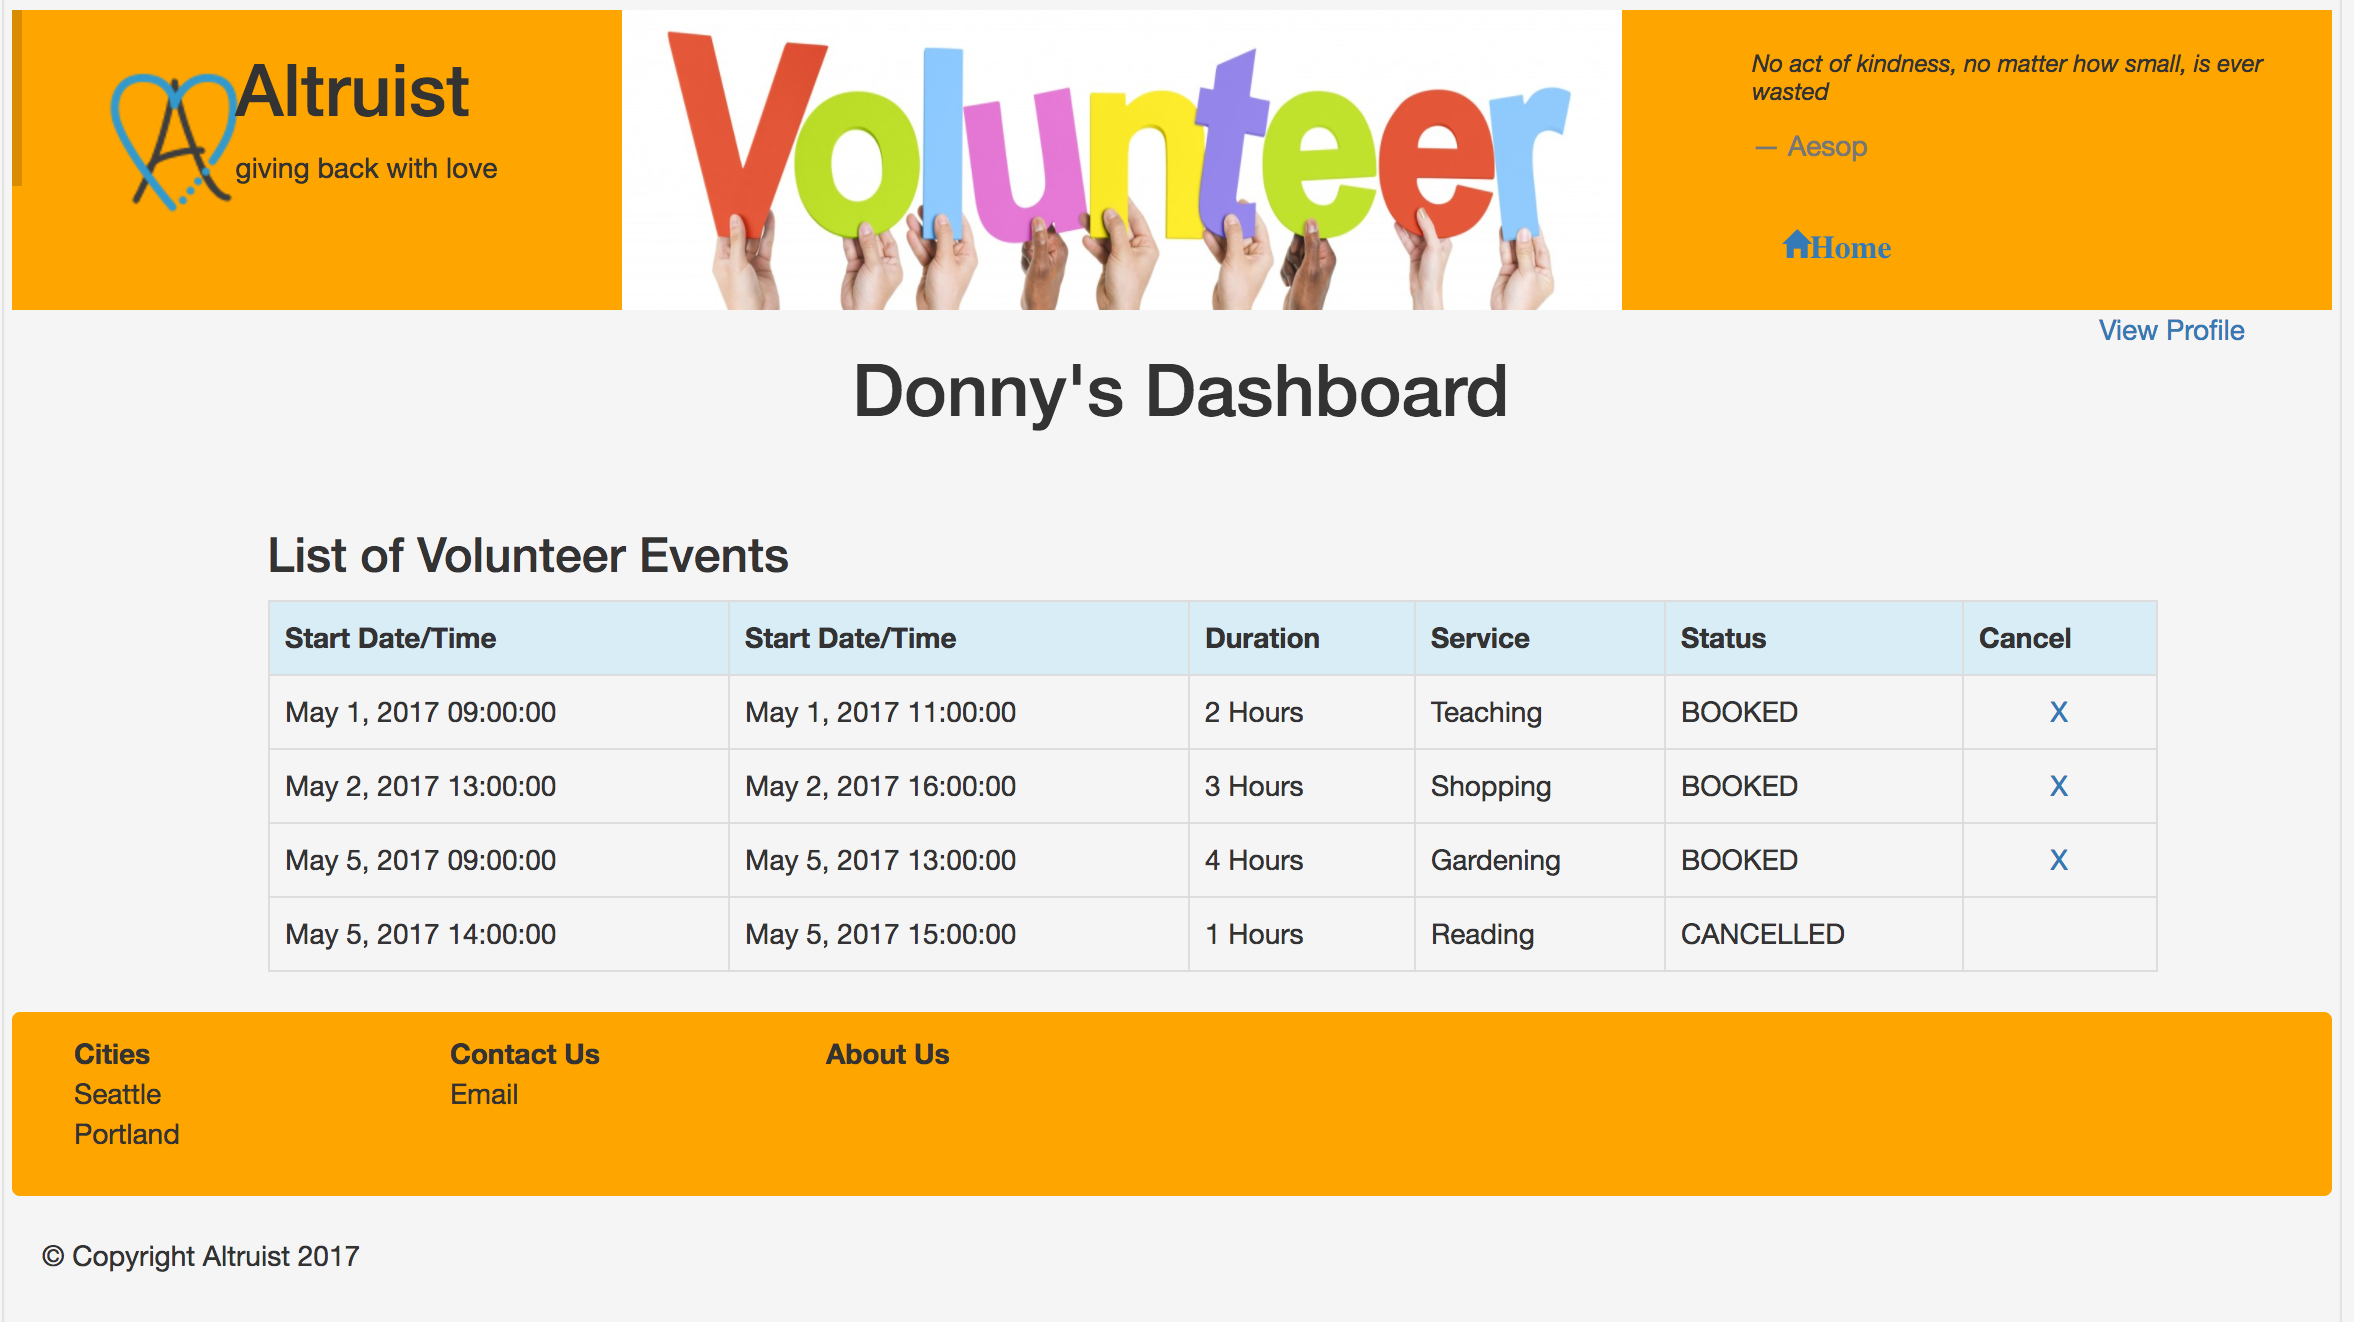 Altruist
giving back with love
Volunteer
No act of kindness, no matter how small, is ever
wasted
— Aesop
Home
View Profile
Donny's Dashboard
List of Volunteer Events
Start Date/Time Start Date/Time Duration Service Status Cancel
May 1, 2017 09:00:00 May 1, 2017 11:00:00 2 Hours Teaching BOOKED X
May 2, 2017 13:00:00 May 2, 2017 16:00:00 3 Hours Shopping BOOKED X
May 5, 2017 09:00:00 May 5, 2017 13:00:00 4 Hours Gardening BOOKED X
May 5, 2017 14:00:00 May 5, 2017 15:00:00 1 Hours Reading CANCELLED
Cities Contact Us About Us
Seattle Email
Portland
© Copyright Altruist 2017